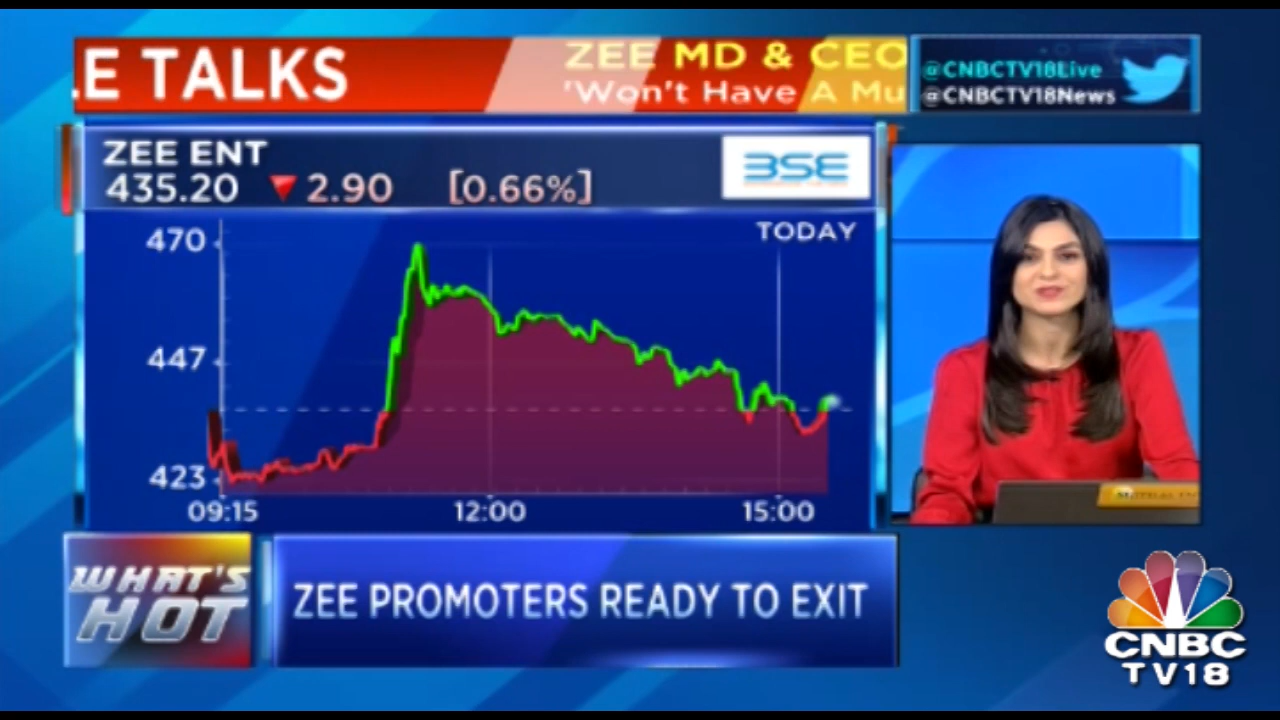 .E TALKS
ZEE MD & CEO
'Won't Have A Mu
@CNBCTV18Live
@CNBCTV18News
ZEE ENT
435.20 ▼ 2.90 [0.66%]
BSE
TODAY
470
447
423
09:15 12:00 15:00
WHAT'S
HOT
ZEE PROMOTERS READY TO EXIT
CNBC
TV18